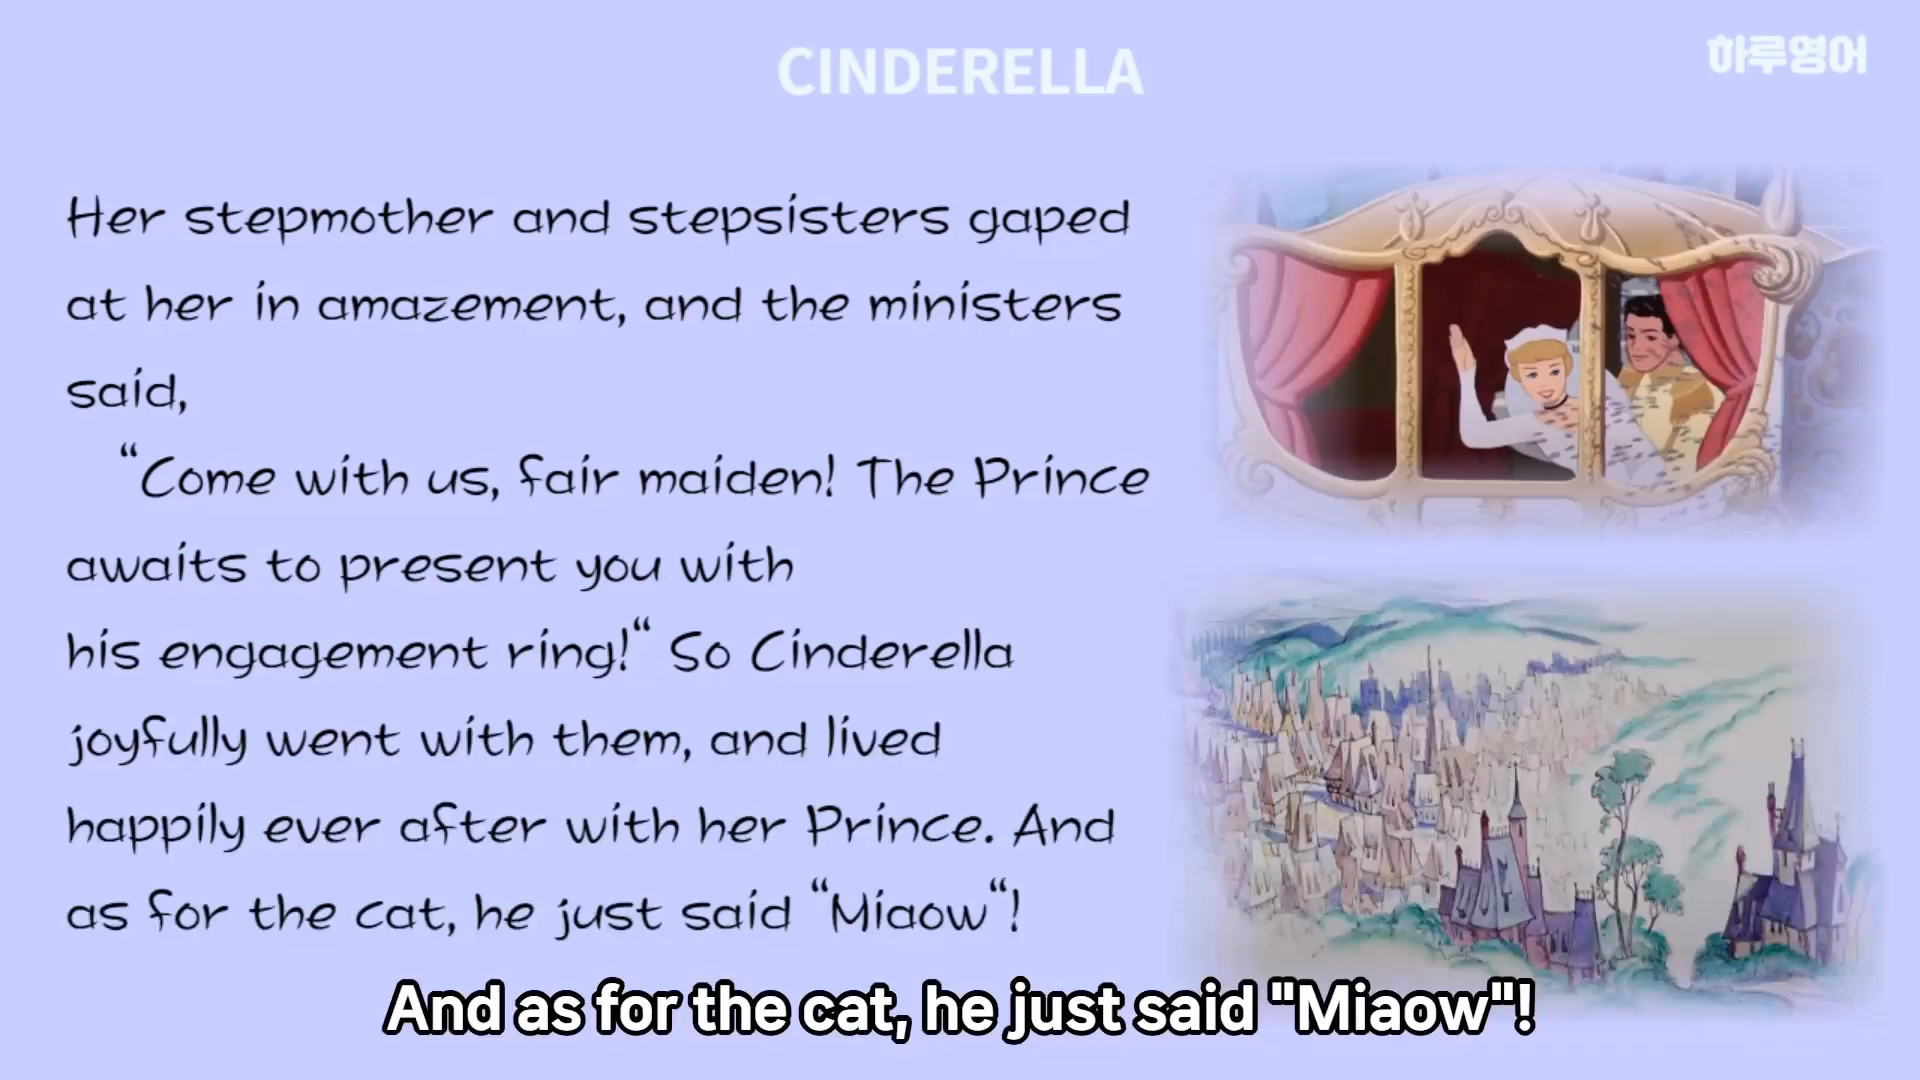 CINDERELLA
하루영어
Her stepmother and stepsisters gaped
at her in amazement, and the ministers
said,
“Come with us, fair maiden! The Prince
awaits to present you with
his engagement ring!“ So Cinderella
joyfully went with them, and lived
happily ever after with her Prince. And
as for the cat, he just said “Miaow“!
And as for the cat, he just said "Miaow"!